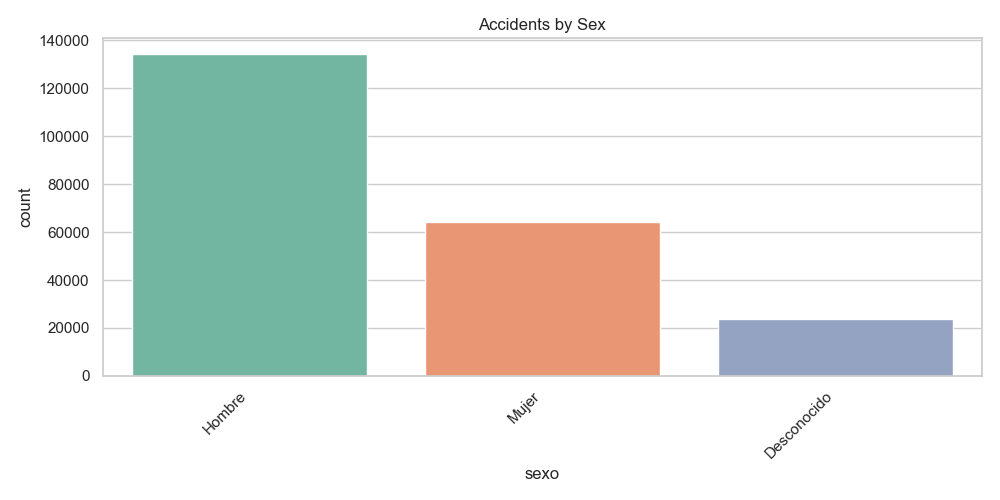 Accidents by Sex
140000
120000
100000
80000
60000
40000
20000
0
count
Hombre
Mujer
Desconocido
sexo